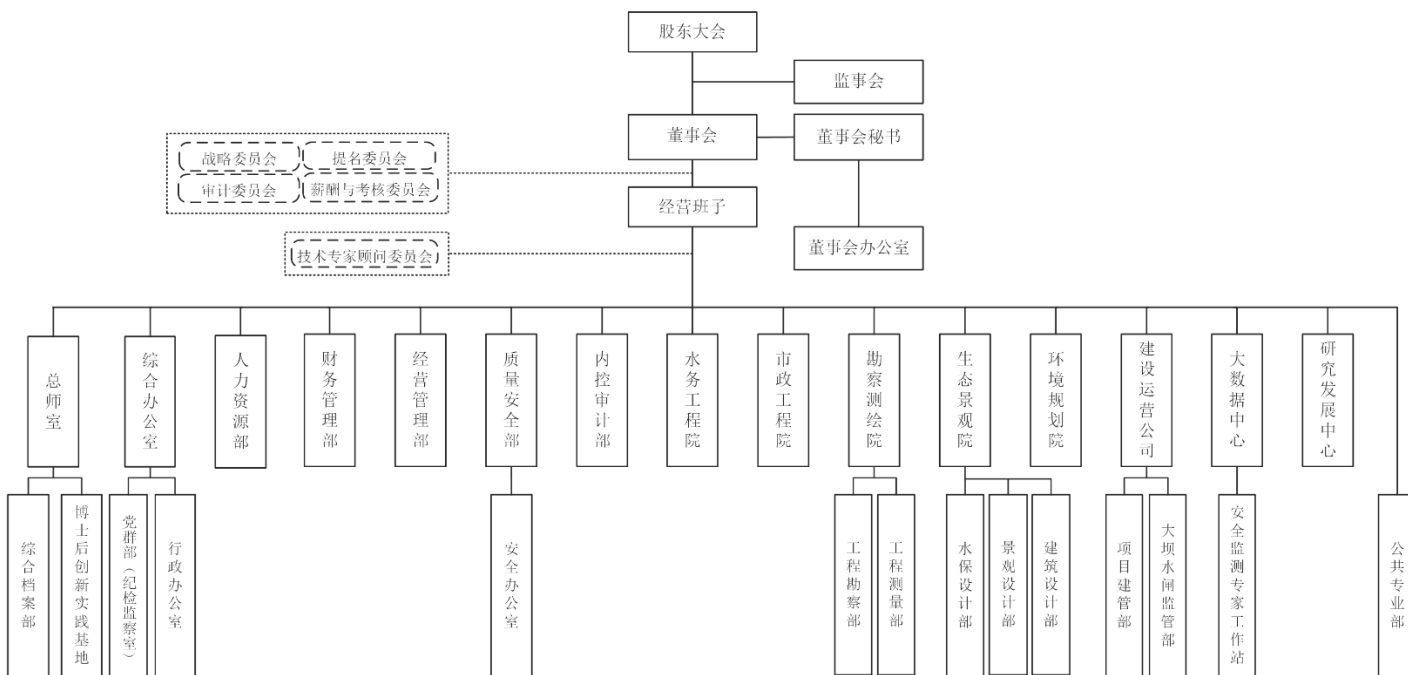 股东大会
监事会
董事会
董事会秘书
战略委员会
提名委员会
审计委员会
薪酬与考核委员会
经营班子
董事会办公室
技术专家顾问委员会
总师室
综合办公室
人力资源部
财务管理部
经营管理部
质量安全部
内控审计部
水务工程院
市政工程院
勘察测绘院
生态景观院
环境规划院
建设运营公司
大数据中心
研究发展中心
综合档案部
博士后创新实践基地
党群部（纪检监察室）
行政办公室
安全办公室
工程勘察部
工程测量部
水保设计部
景观设计部
建筑设计部
项目建管部
大坝水闸监管部
安全监测专家工作站
公共专业部